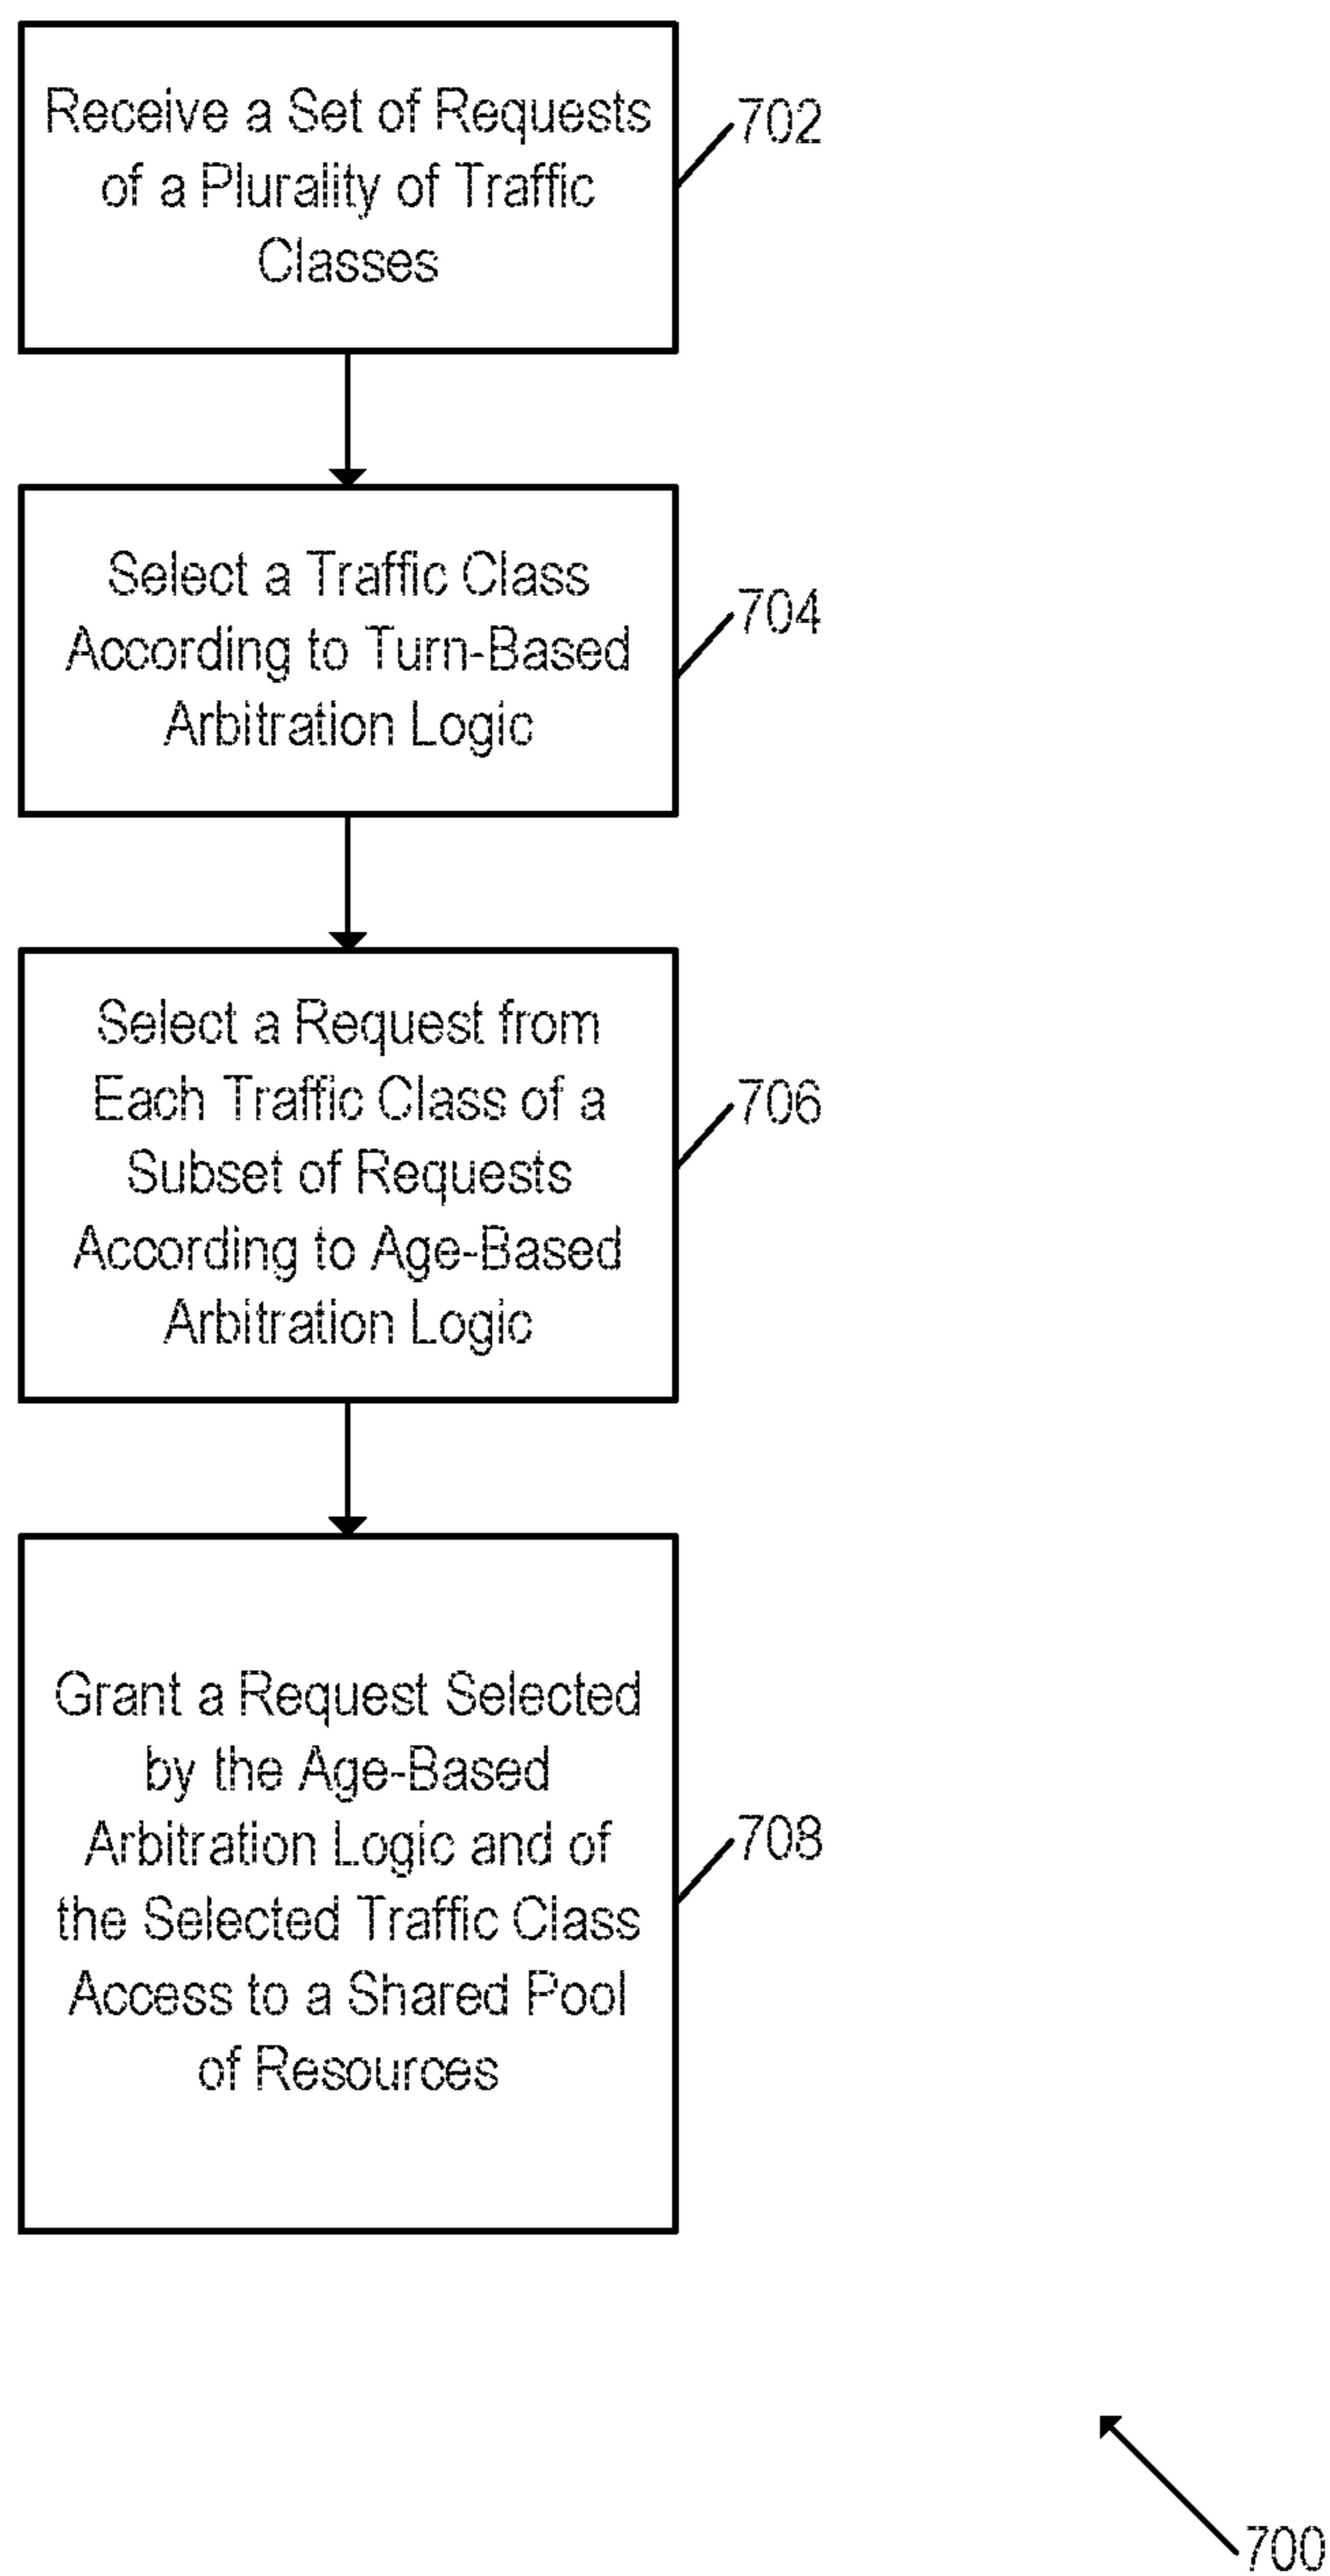 Receive a Set of Requests
of a Plurality of Traffic
Classes
702
Select a Traffic Class
According to Turn-Based
Arbitration Logic
704
Select a Request from
Each Traffic Class of a
Subset of Requests
According to Age-Based
Arbitration Logic
706
Grant a Request Selected
by the Age-Based
Arbitration Logic and of
the Selected Traffic Class
Access to a Shared Pool
of Resources
708
700